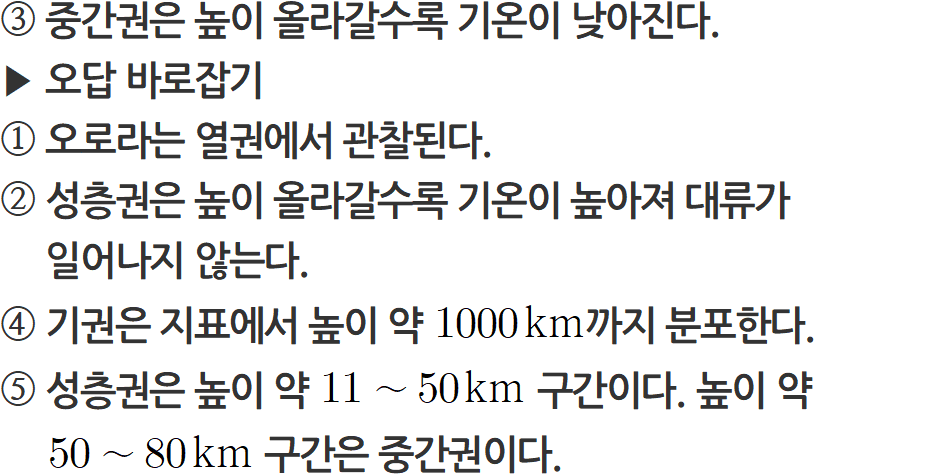 ③ 중간권은 높이 올라갈수록 기온이 낮아진다.
▶ 오답 바로잡기
① 오로라는 열권에서 관찰된다.
② 성층권은 높이 올라갈수록 기온이 높아져 대류가
일어나지 않는다.
④ 기권은 지표에서 높이 약 1000 km까지 분포한다.
⑤ 성층권은 높이 약 11 ~ 50 km 구간이다. 높이 약
50 ~ 80 km 구간은 중간권이다.